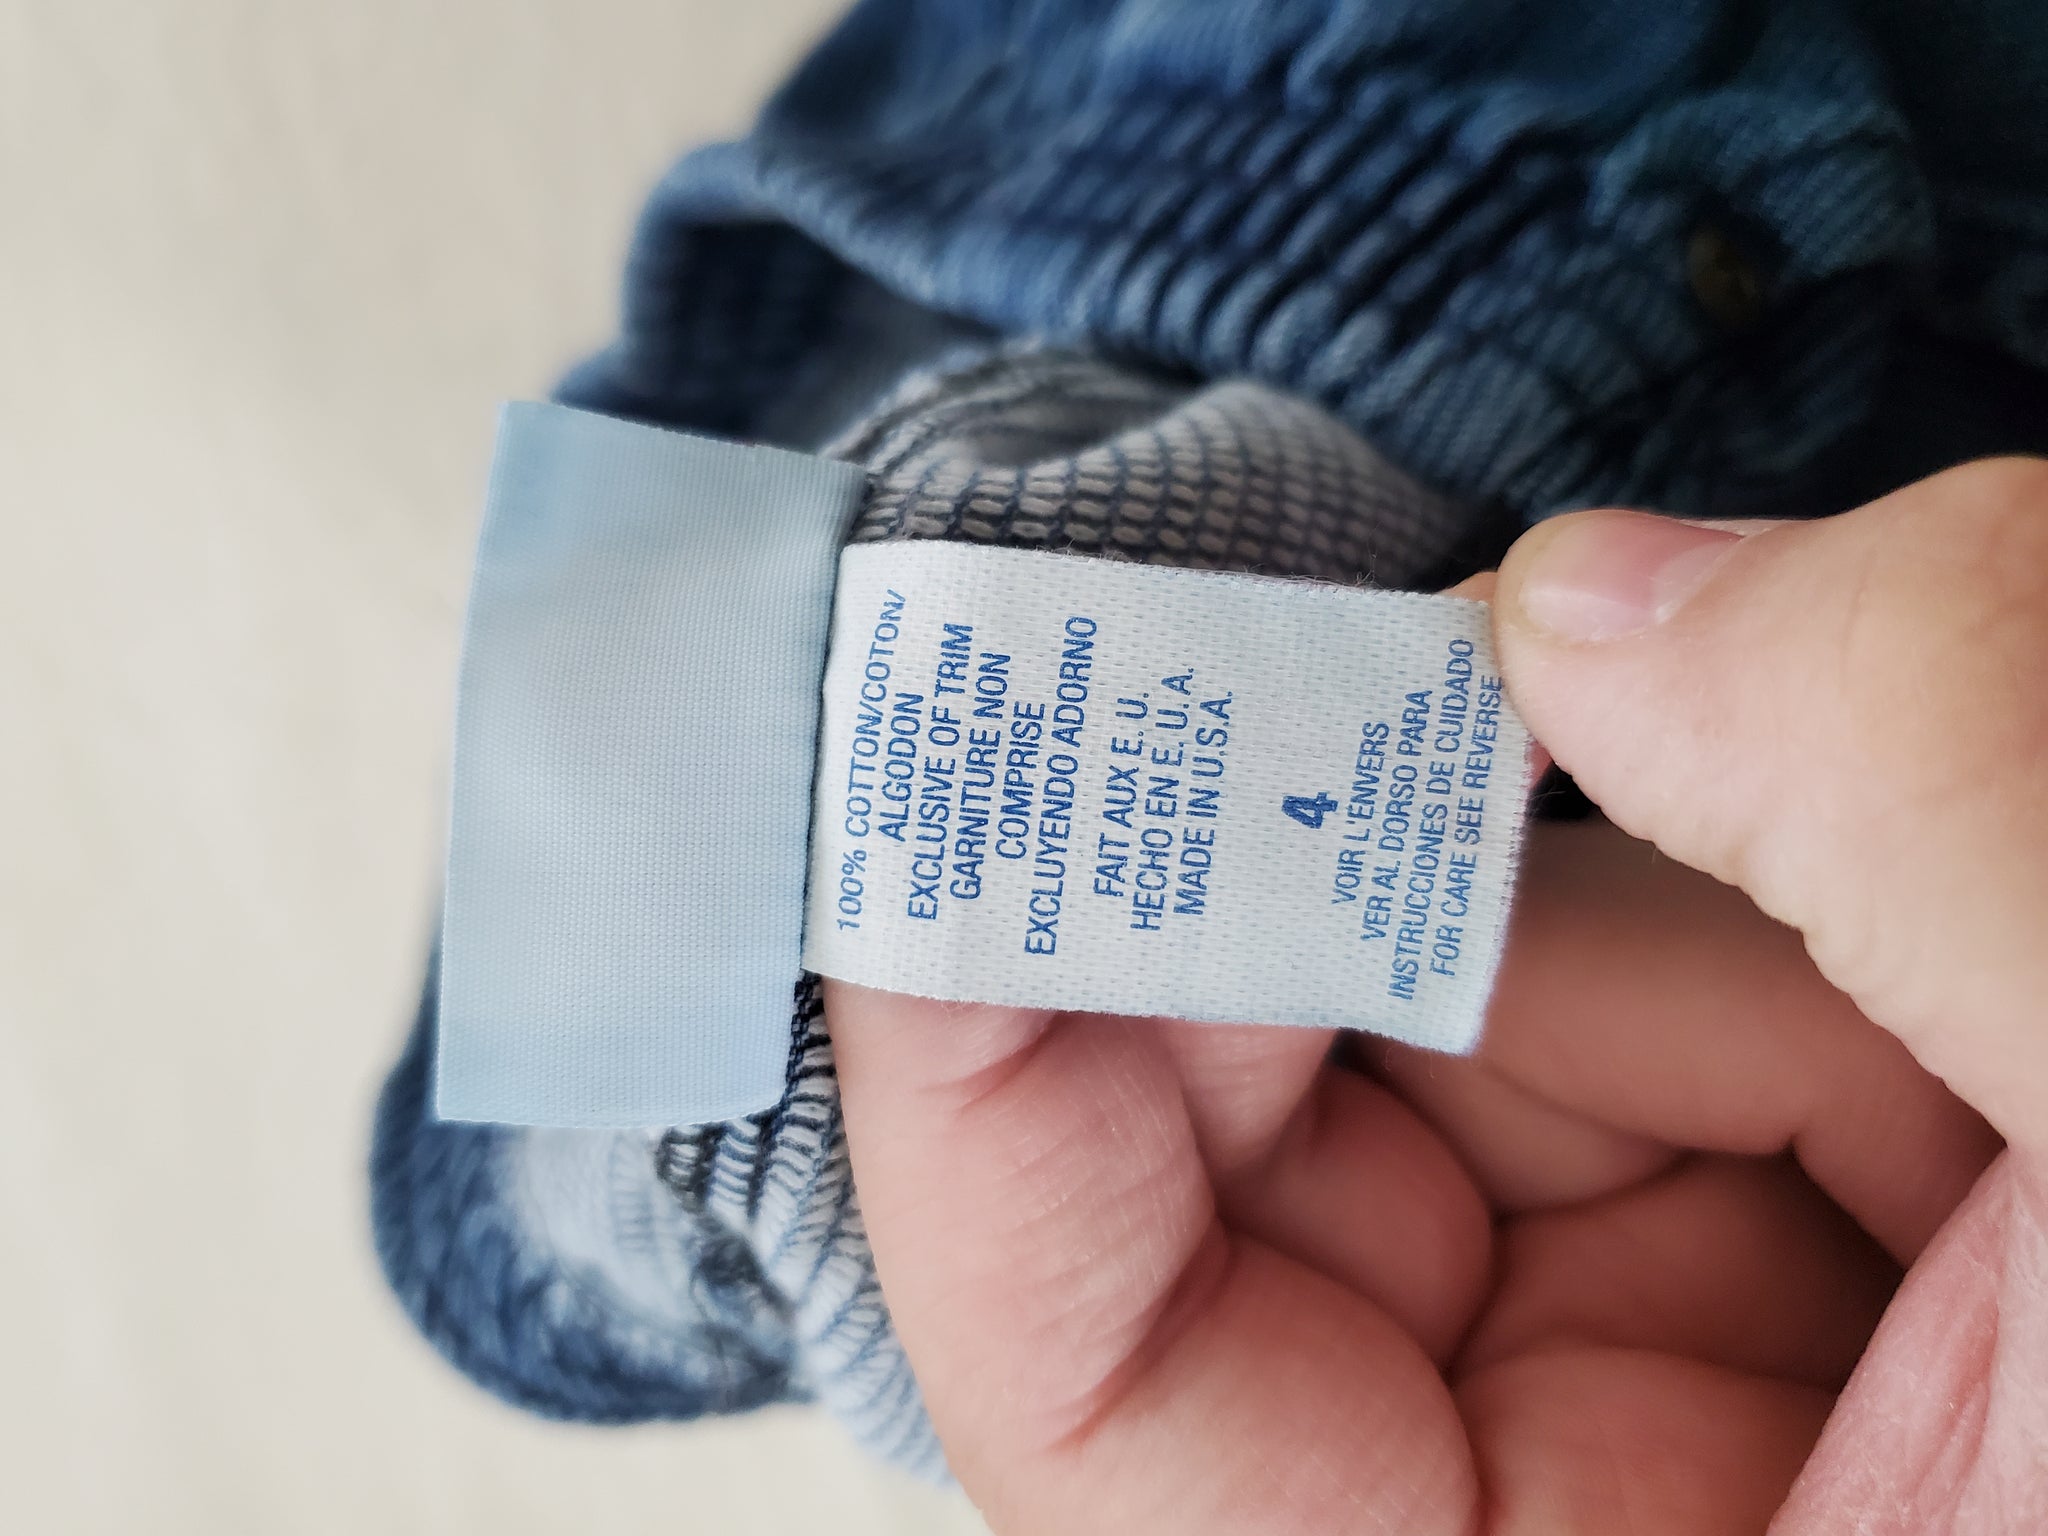 100% COTTON/COTON/
ALGODON
EXCLUSIVE OF TRIM
GARNITURE NON
COMPRISE
EXCLUYENDO ADORNO
FAIT AUX E. U.
HECHO EN E. U. A.
MADE IN U.S.A.
4
VOIR L'ENVERS
VER AL DORSO PARA
INSTRUCCIONES DE CUIDADO
FOR CARE SEE REVERSE